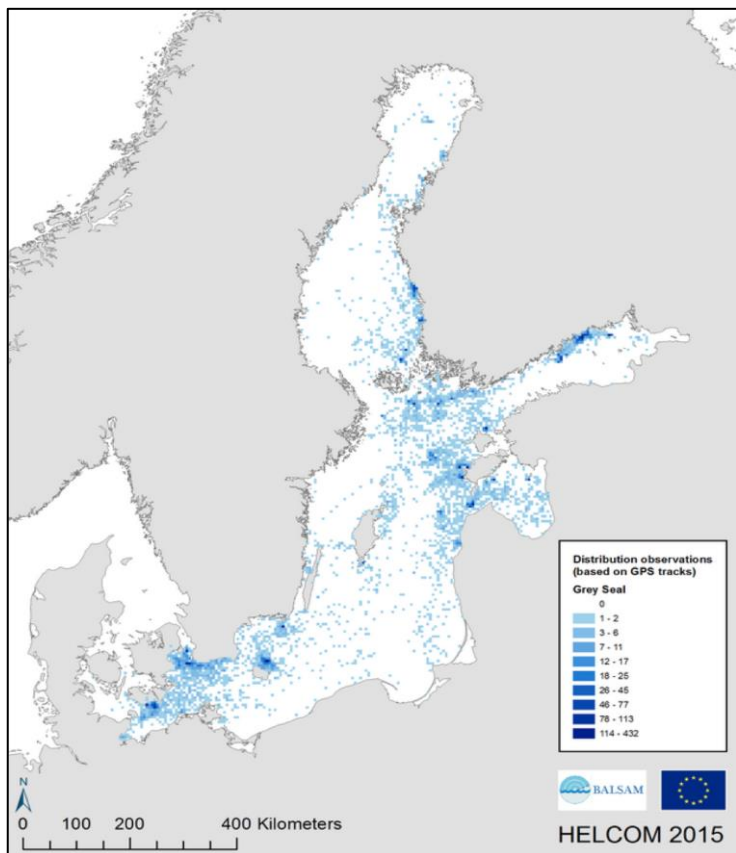 Distribution observations
(based on GPS tracks)
Grey Seal
0
1 - 2
3 - 6
7 - 11
12 - 17
18 - 25
26 - 45
46 - 77
78 - 113
114 - 432
N
BALSAM
0 100 200 400 Kilometers
HELCOM 2015